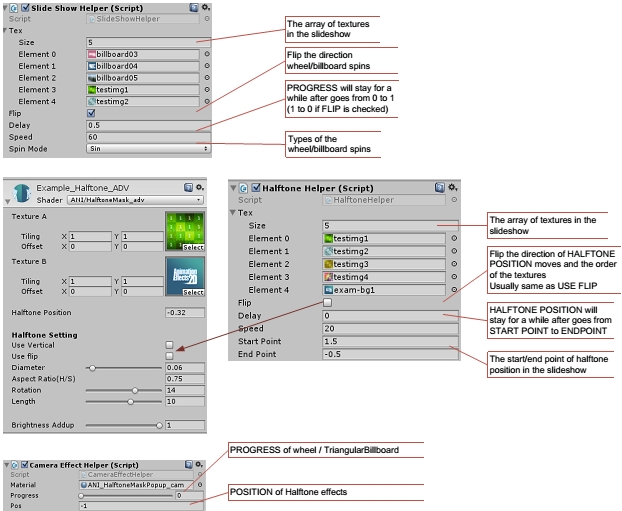 Slide Show Helper (Script)
Script SlideShowHelper
Tex
Size 5
Element 0 billboard03
Element 1 billboard04
Element 2 billboard05
Element 3 testimg1
Element 4 testimg2
Flip
Delay 0.5
Speed 60
Spin Mode Sin
The array of textures
in the slideshow
Flip the direction
wheel/billboard spins
PROGRESS will stay for a
while after goes from 0 to 1
(1 to 0 if FLIP is checked)
Types of the
wheel/billboard spins
Example_Halftone_ADV
Shader ANI/HalftoneMask_adv
Texture A
Tiling X 1 Y 1
Offset X 0 Y 0
Select
Texture B
Animation
Effects
2D
Tiling X 1 Y 1
Offset X 0 Y 0
Select
Halftone Position -0.32
Halftone Setting
Use Vertical
Use flip
Diameter 0.06
Aspect Ratio(H/S) 0.75
Rotation 14
Length 10
Brightness Addup 1
Halftone Helper (Script)
Script HalftoneHelper
Tex
Size 5
Element 0 testimg1
Element 1 testimg2
Element 2 testimg3
Element 3 testimg4
Element 4 exam-bg1
Flip
Delay 0
Speed 20
Start Point 1.5
End Point -0.5
The array of textures in the
slideshow
Flip the direction of HALFTONE
POSITION moves and the order
of the textures
Usually same as USE FLIP
HALFTONE POSITION will
stay for a while after goes from
START POINT to ENDPOINT
The start/end point of halftone
position in the slideshow
Camera Effect Helper (Script)
Script CameraEffectHelper
Material ANI_HalftoneMaskPopup_cam
Progress 0
Pos -1
PROGRESS of wheel / TriangularBillboard
POSITION of Halftone effects